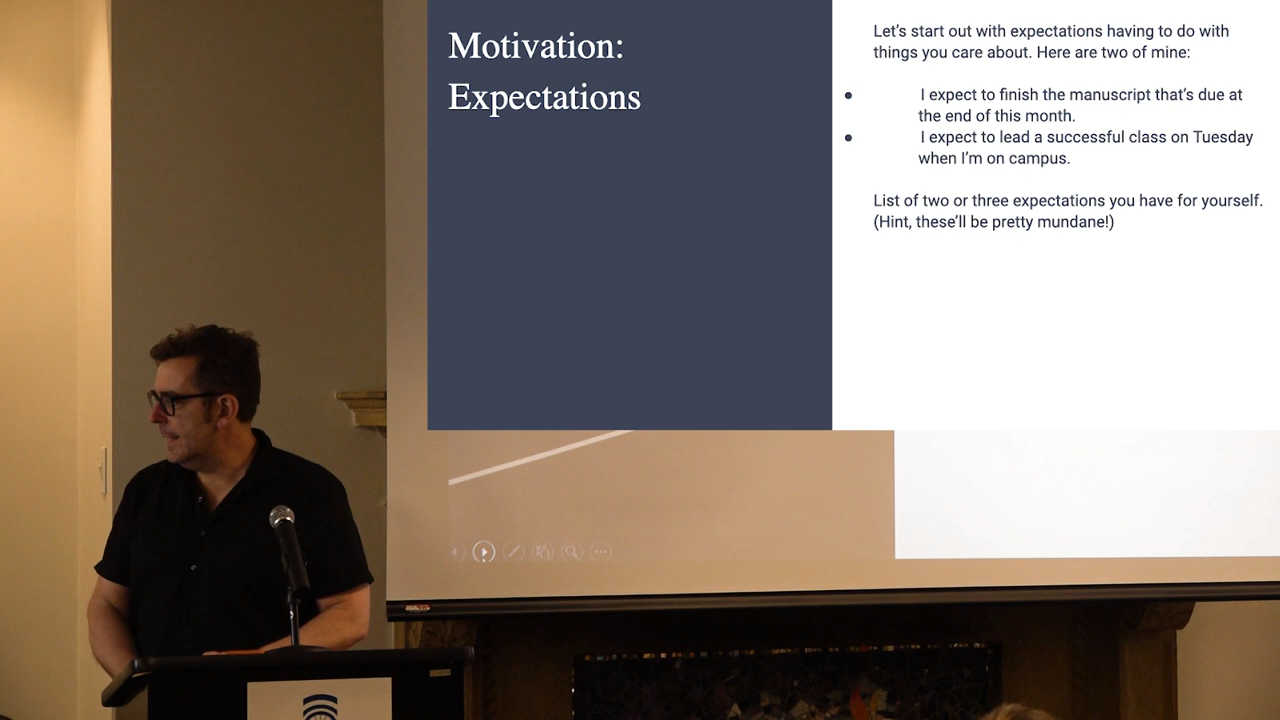 Motivation:
Expectations
Let's start out with expectations having to do with
things you care about. Here are two of mine:
● I expect to finish the manuscript that's due at
the end of this month.
● I expect to lead a successful class on Tuesday
when I'm on campus.
List of two or three expectations you have for yourself.
(Hint, these'll be pretty mundane!)